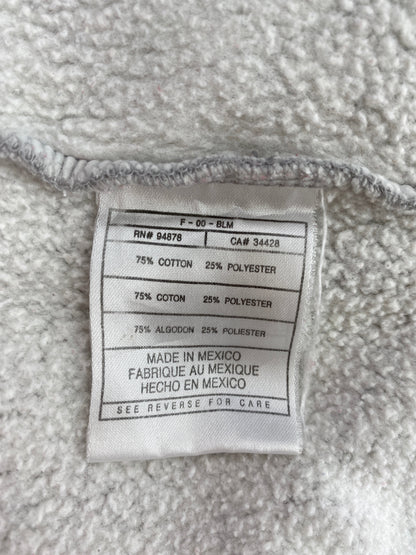 F - 00 - BLM
RN# 94876 CA# 34428
75% COTTON 25% POLYESTER
75% COTON 25% POLYESTER
75% ALGODON 25% POLIESTER
MADE IN MEXICO
FABRIQUE AU MEXIQUE
HECHO EN MEXICO
SEE REVERSE FOR CARE